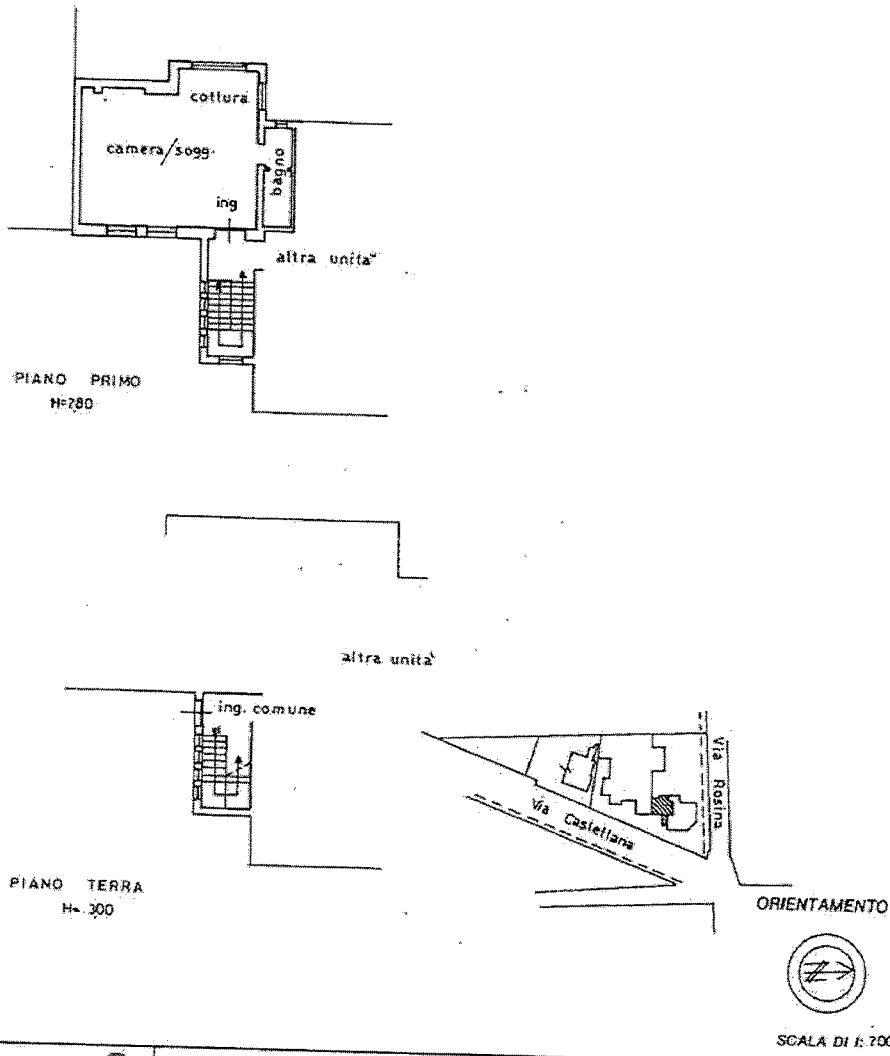 cottura
camera/sogg.
bagno
ing
altra unita'
PIANO PRIMO
H=280
altra unita'
ing. comune
Via Rosina
Via Castellana
PIANO TERRA
H=.300
ORIENTAMENTO
N
SCALA DI 1: 200